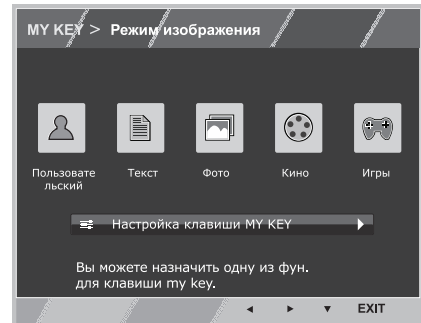 MY KEY > Режим изображения
Пользовате
льский
Текст
Фото
Кино
Игры
Настройка клавиши MY KEY
Вы можете назначить одну из фун.
для клавиши my key.
EXIT